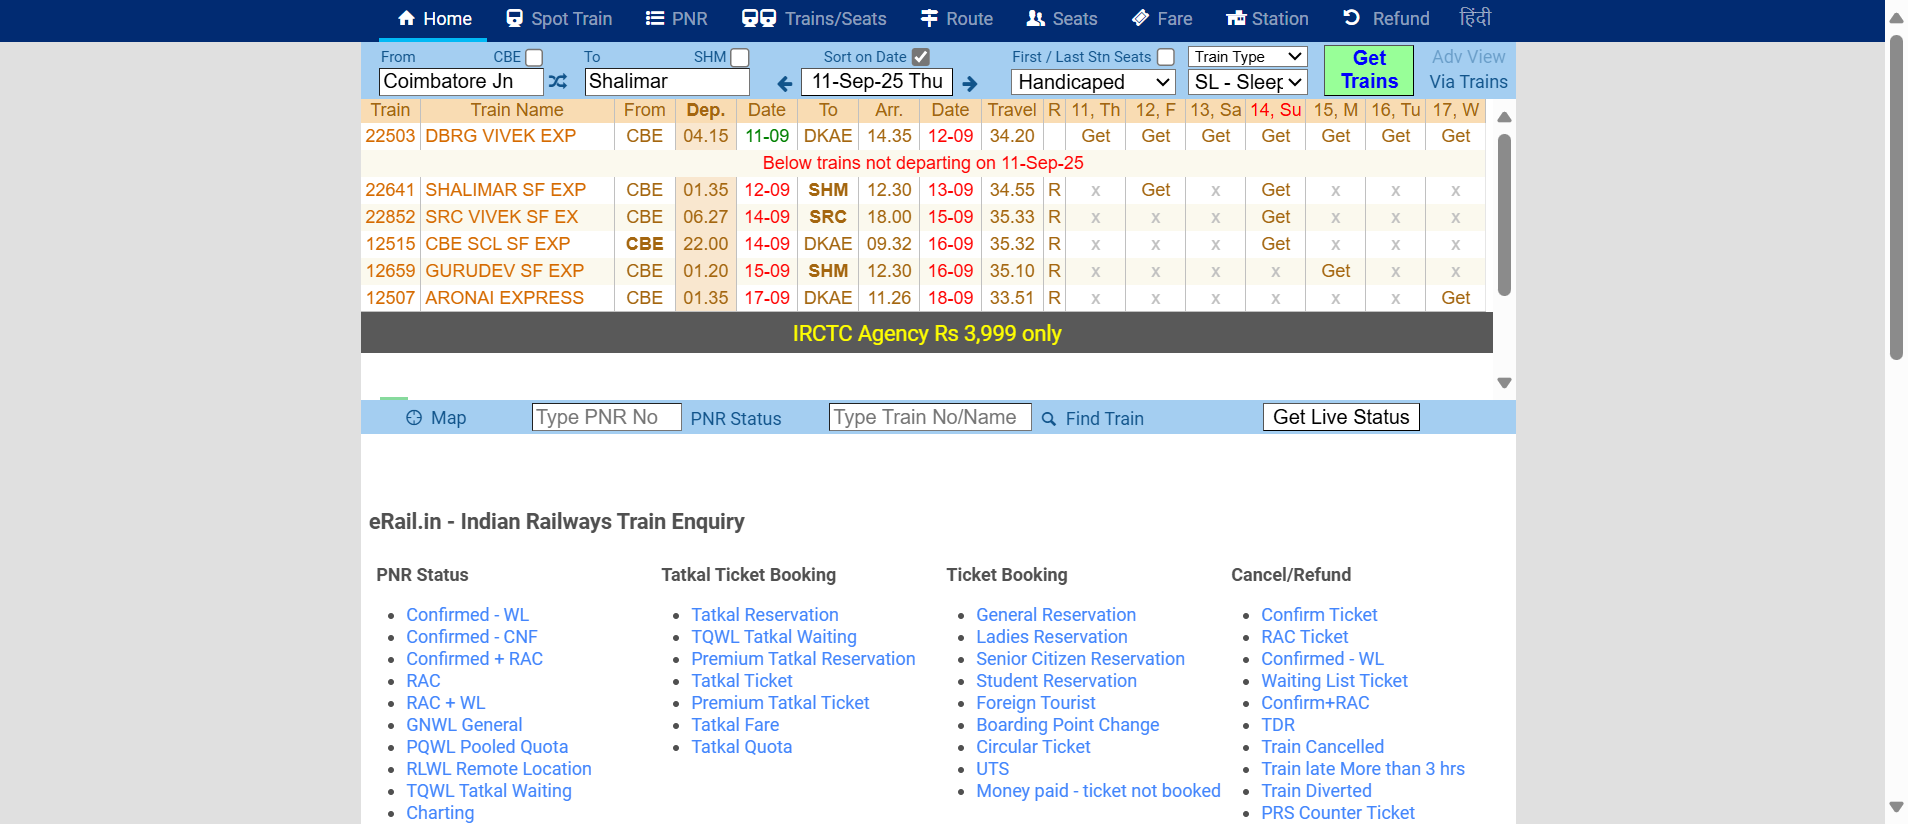 Home Spot Train PNR Trains/Seats Route Seats Fare Station Refund हिंदी
From CBE To SHM Sort on Date First / Last Stn Seats Train Type Get Trains Adv View
Coimbatore Jn Shalimar 11-Sep-25 Thu Handicaped SL - Sleep Via Trains
Train Train Name From Dep. Date To Arr. Date Travel R 11, Th 12, F 13, Sa 14, Su 15, M 16, Tu 17, W
22503 DBRG VIVEK EXP CBE 04.15 11-09 DKAE 14.35 12-09 34.20 Get Get Get Get Get Get Get
Below trains not departing on 11-Sep-25
22641 SHALIMAR SF EXP CBE 01.35 12-09 SHM 12.30 13-09 34.55 R x Get x Get x x x
22852 SRC VIVEK SF EX CBE 06.27 14-09 SRC 18.00 15-09 35.33 R x x x Get x x x
12515 CBE SCL SF EXP CBE 22.00 14-09 DKAE 09.32 16-09 35.32 R x x x Get x x x
12659 GURUDEV SF EXP CBE 01.20 15-09 SHM 12.30 16-09 35.10 R x x x x Get x x
12507 ARONAI EXPRESS CBE 01.35 17-09 DKAE 11.26 18-09 33.51 R x x x x x x Get
IRCTC Agency Rs 3,999 only
Map Type PNR No PNR Status Type Train No/Name Find Train Get Live Status
eRail.in - Indian Railways Train Enquiry
PNR Status
Confirmed - WL
Confirmed - CNF
Confirmed + RAC
RAC
RAC + WL
GNWL General
PQWL Pooled Quota
RLWL Remote Location
TQWL Tatkal Waiting
Charting
Tatkal Ticket Booking
Tatkal Reservation
TQWL Tatkal Waiting
Premium Tatkal Reservation
Tatkal Ticket
Premium Tatkal Ticket
Tatkal Fare
Tatkal Quota
Ticket Booking
General Reservation
Ladies Reservation
Senior Citizen Reservation
Student Reservation
Foreign Tourist
Boarding Point Change
Circular Ticket
UTS
Money paid - ticket not booked
Cancel/Refund
Confirm Ticket
RAC Ticket
Confirmed - WL
Waiting List Ticket
Confirm+RAC
TDR
Train Cancelled
Train late More than 3 hrs
Train Diverted
PRS Counter Ticket